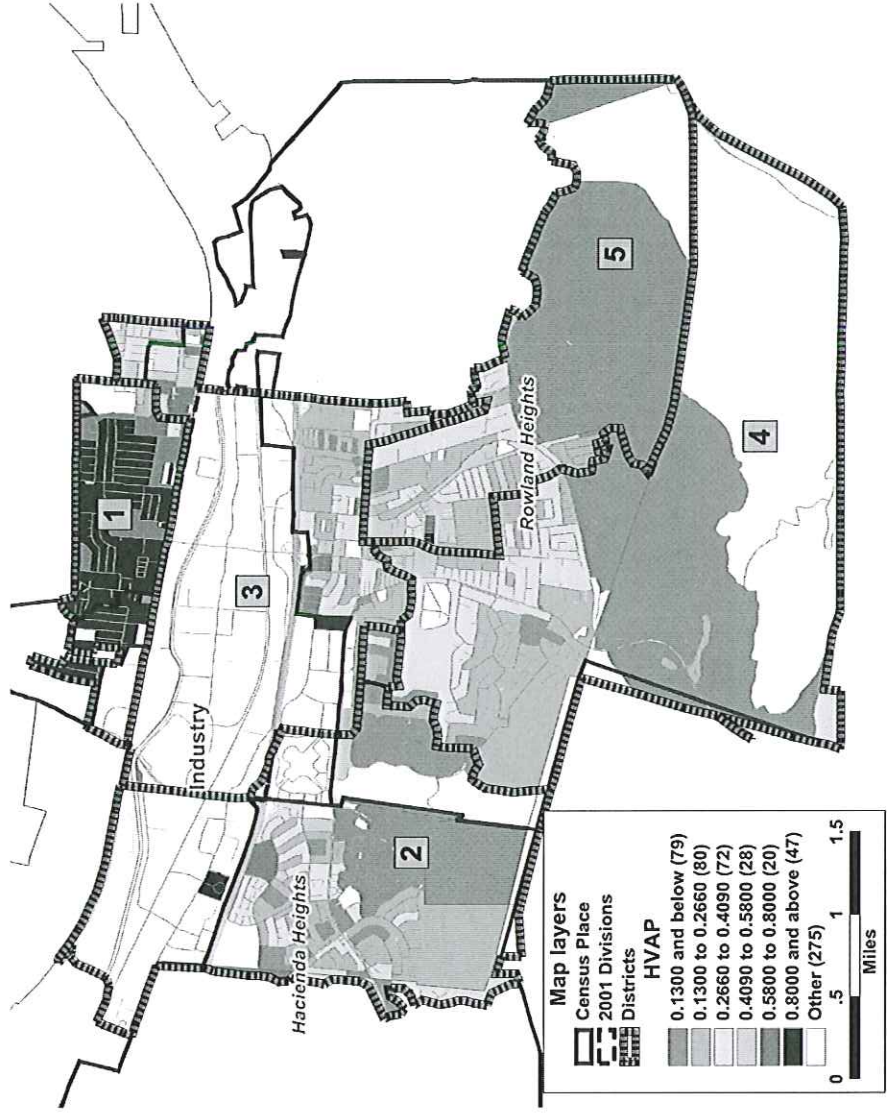 1
3
Industry
2
Hacienda Heights
Rowland Heights
5
4
Map layers
Census Place
2001 Divisions
Districts
HVAP
0.1300 and below (79)
0.1300 to 0.2660 (80)
0.2660 to 0.4090 (72)
0.4090 to 0.5800 (28)
0.5800 to 0.8000 (20)
0.8000 and above (47)
Other (275)
0 .5 1 1.5
Miles